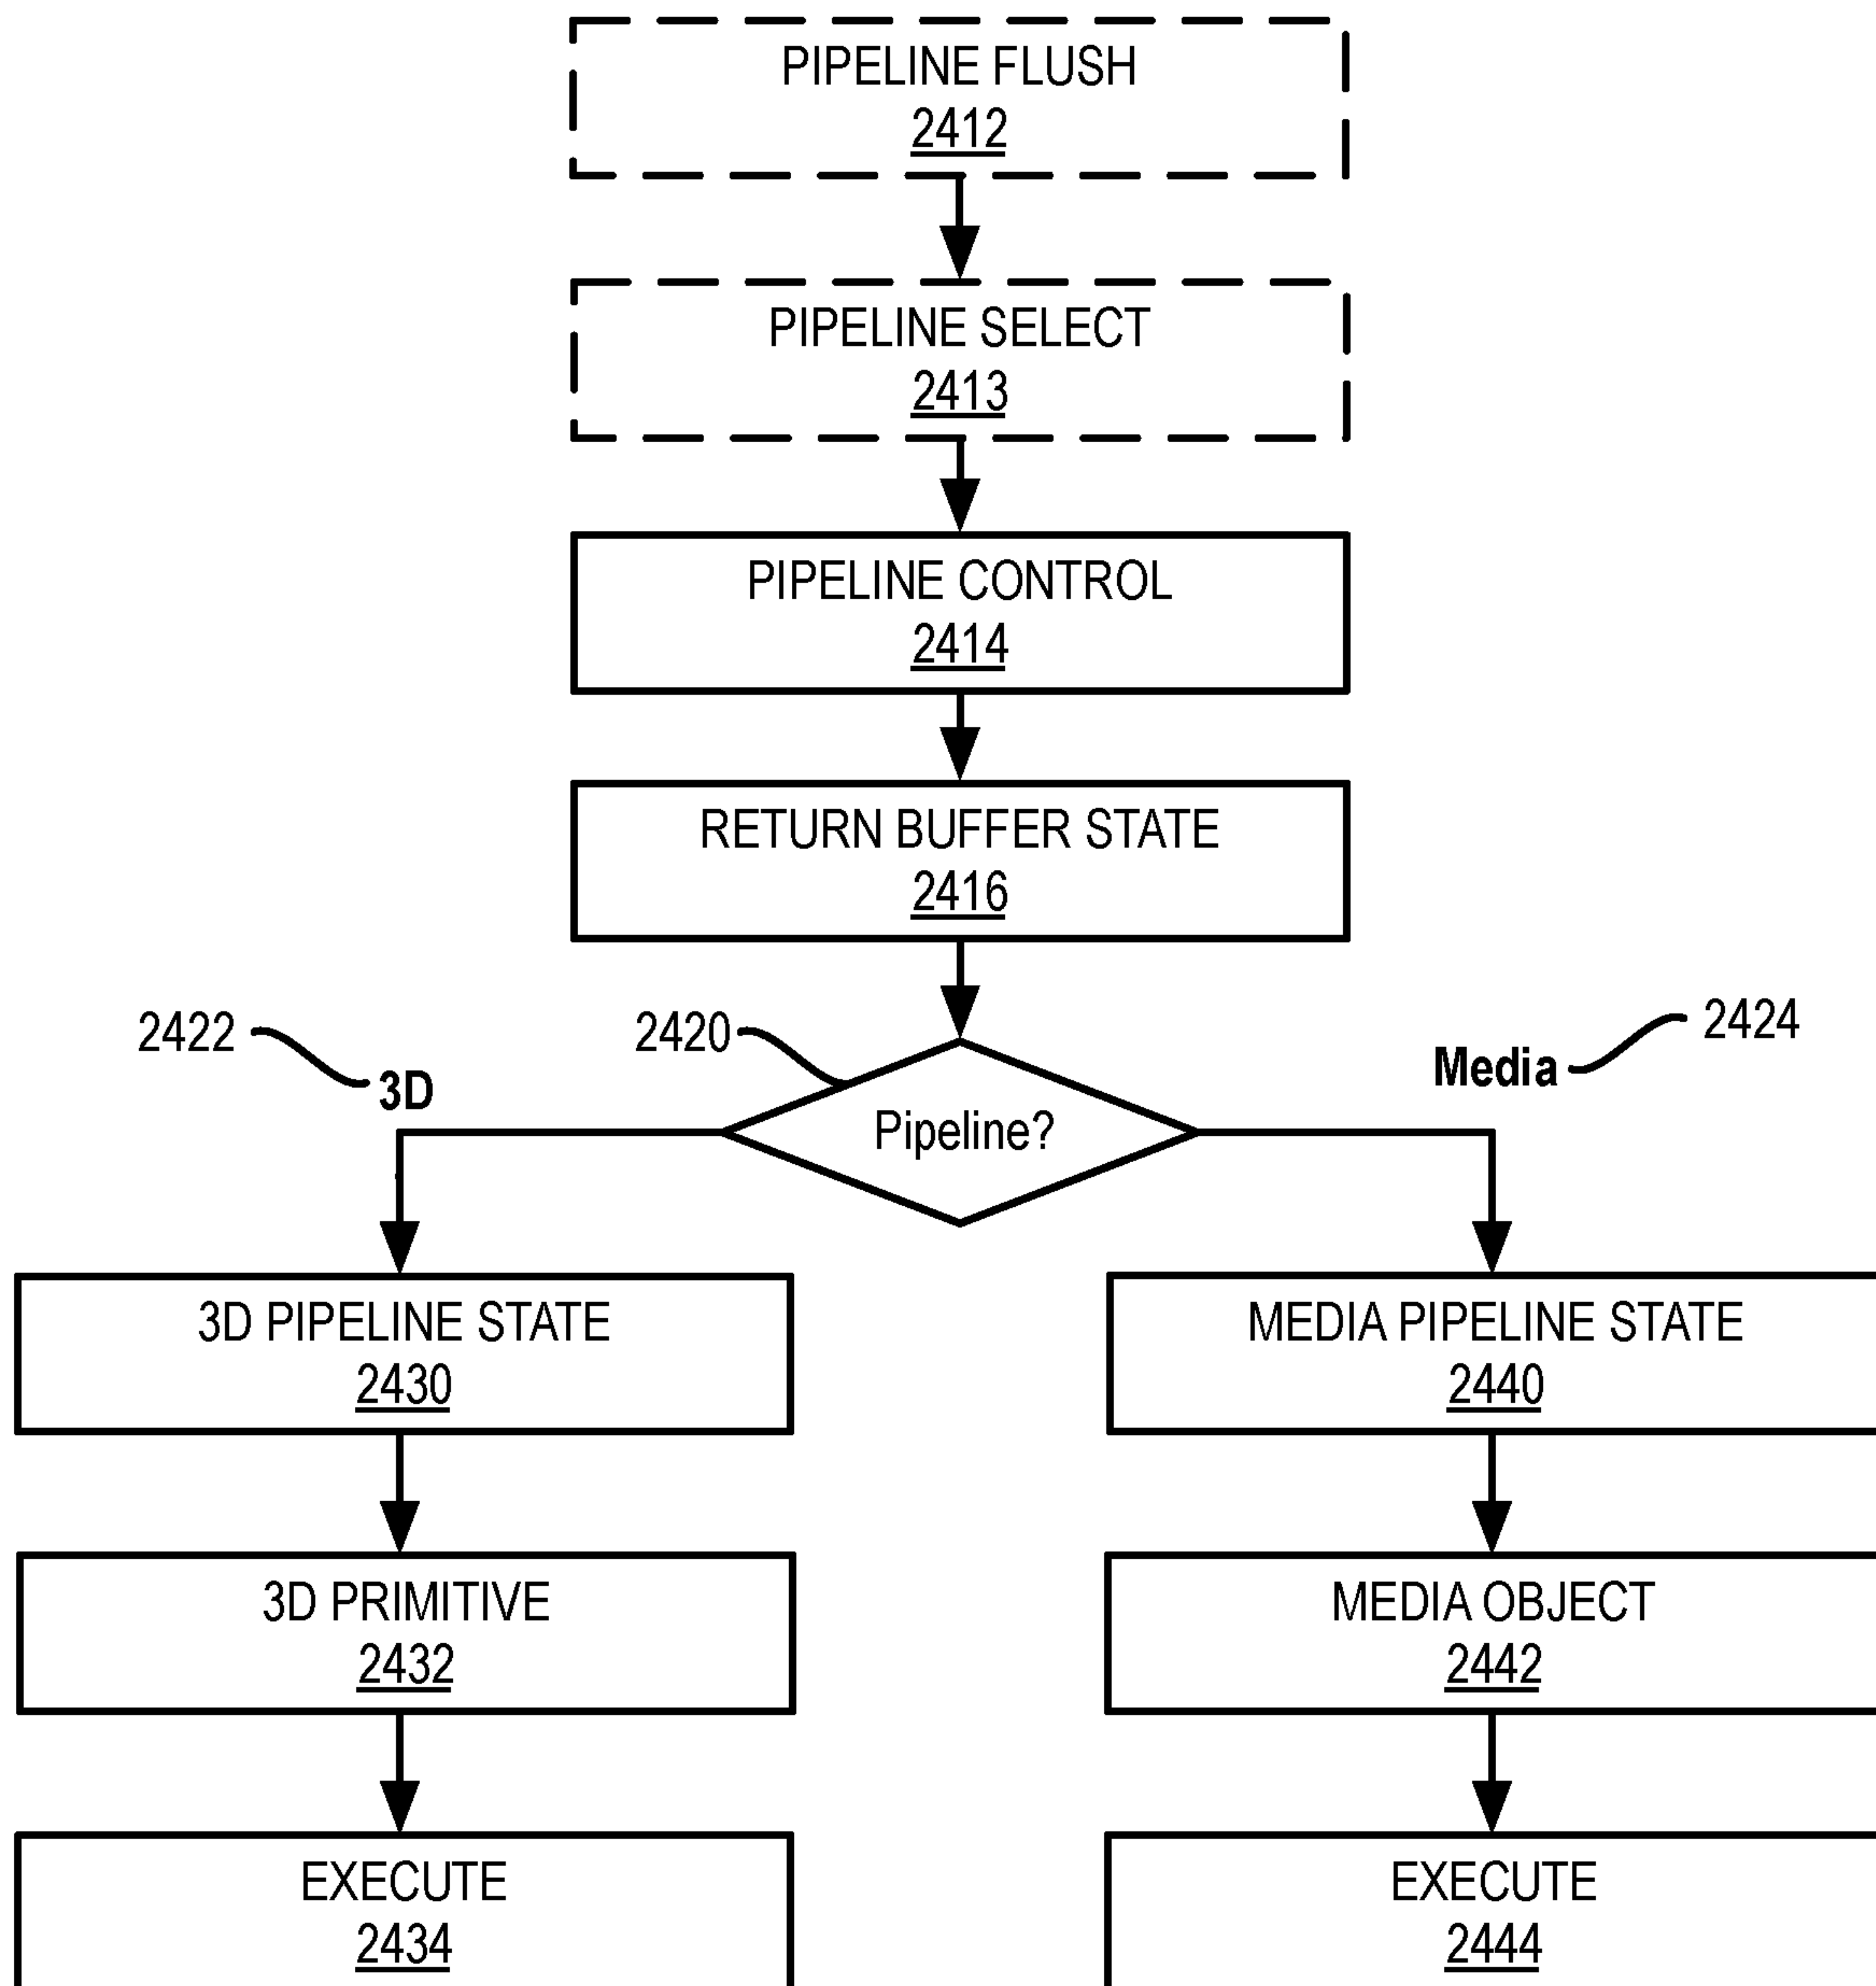 PIPELINE FLUSH
2412
PIPELINE SELECT
2413
PIPELINE CONTROL
2414
RETURN BUFFER STATE
2416
2422
2420
2424
3D
Media
Pipeline?
3D PIPELINE STATE
2430
MEDIA PIPELINE STATE
2440
3D PRIMITIVE
2432
MEDIA OBJECT
2442
EXECUTE
2434
EXECUTE
2444